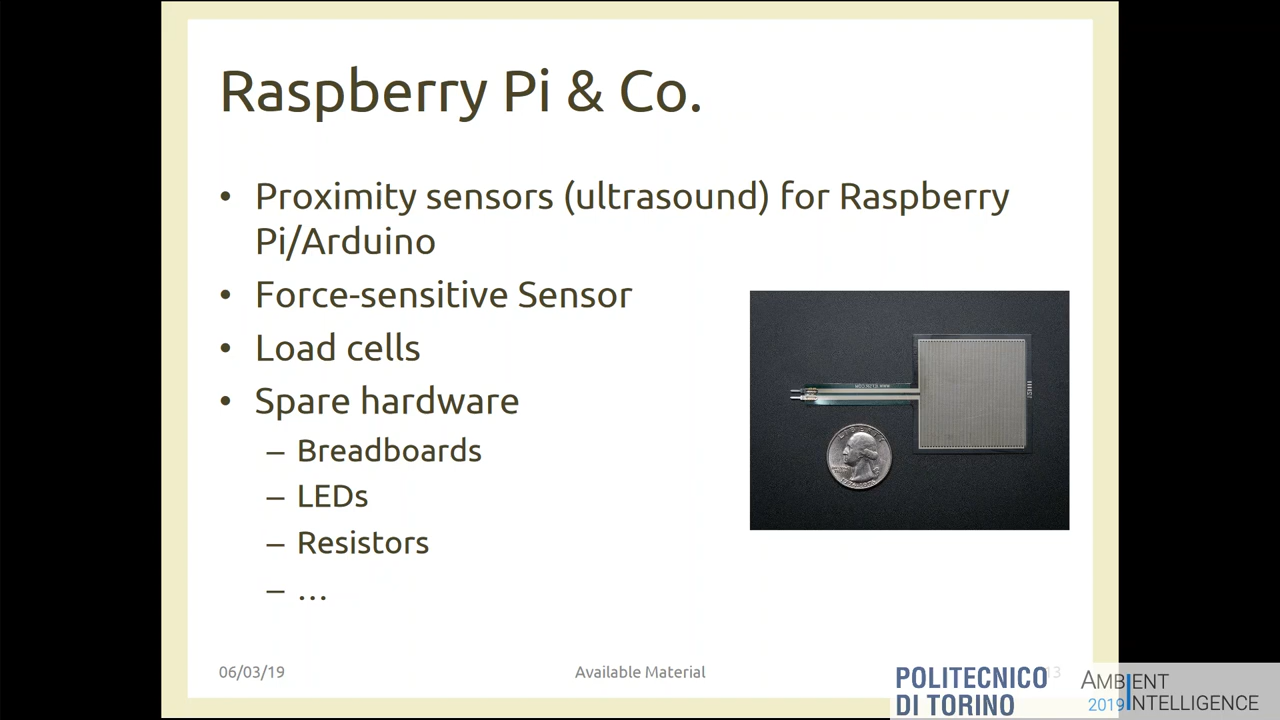 Raspberry Pi & Co.
• Proximity sensors (ultrasound) for Raspberry
Pi/Arduino
• Force-sensitive Sensor
• Load cells
• Spare hardware
– Breadboards
– LEDs
– Resistors
– …
06/03/19
Available Material
13
POLITECNICO
DI TORINO
AMBIENT
2019 INTELLIGENCE